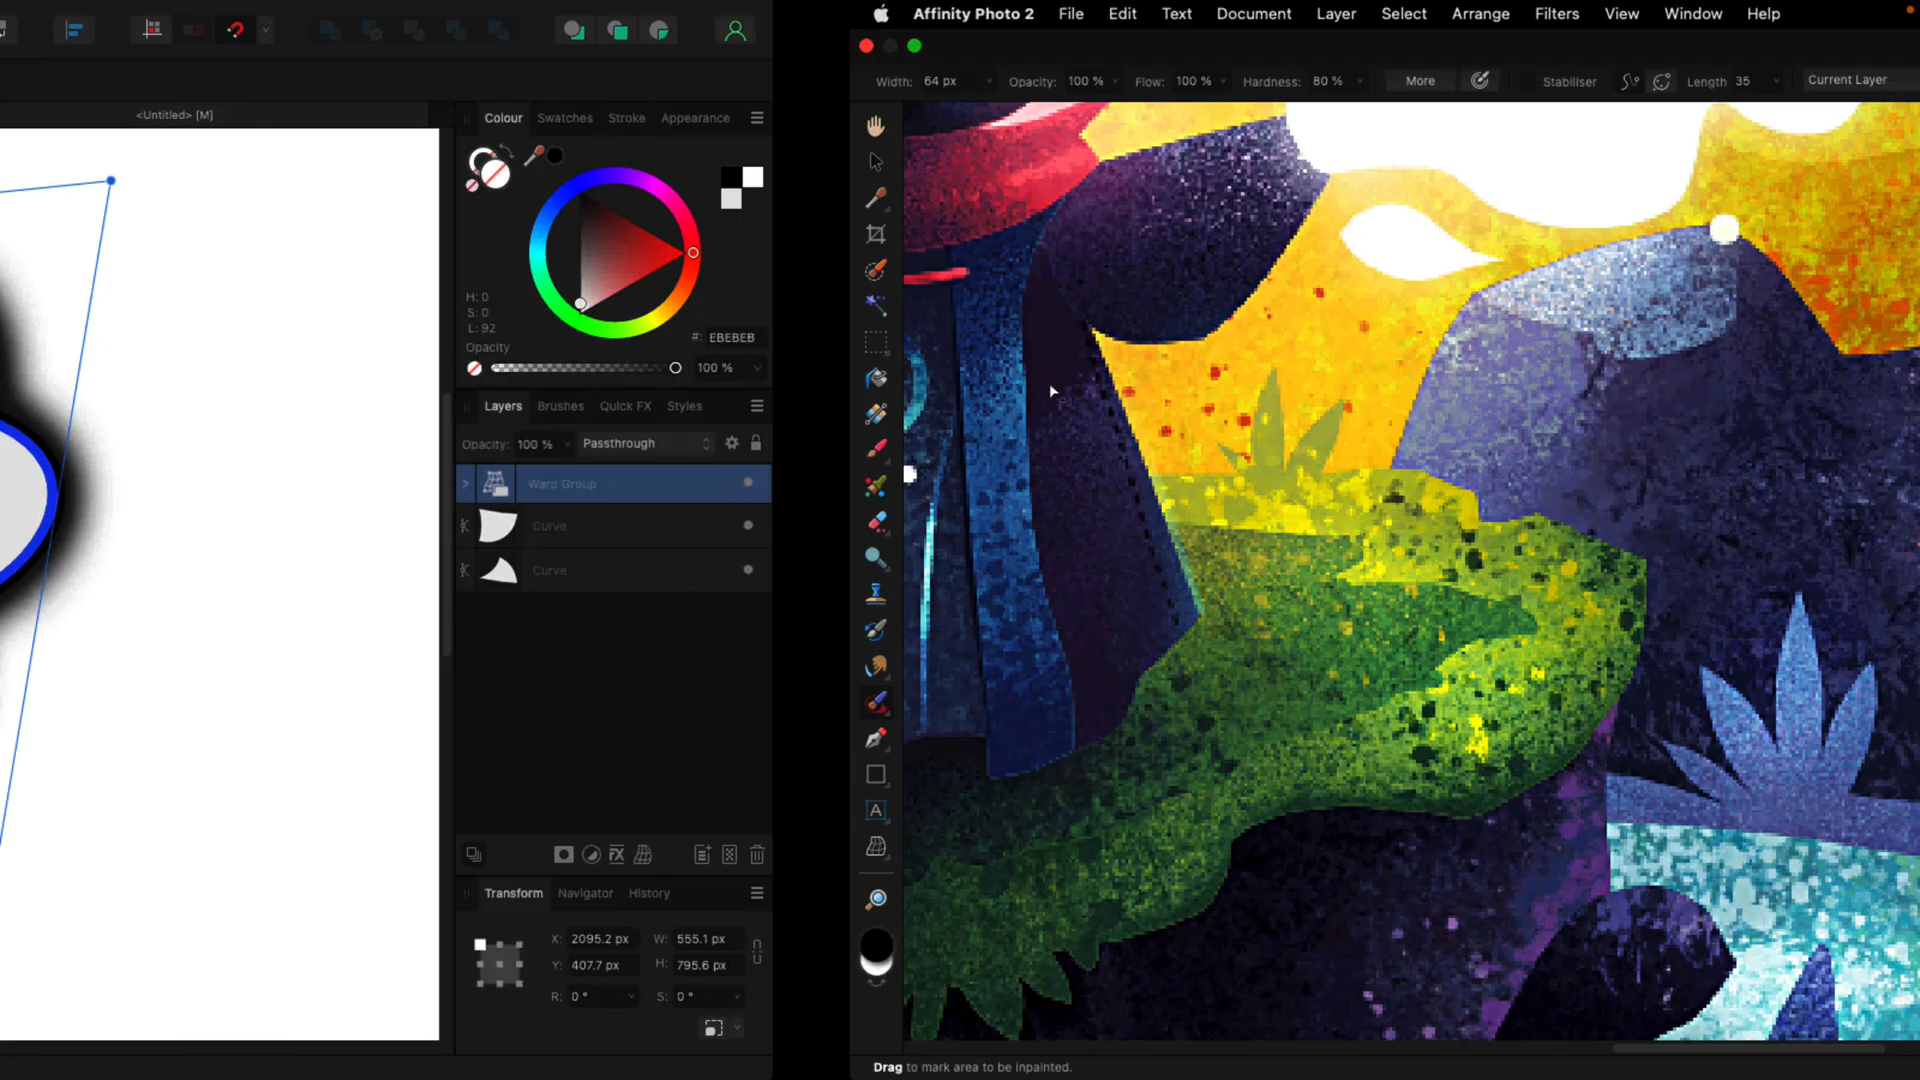 Affinity Photo 2 File Edit Text Document Layer Select Arrange Filters View Window Help
Width: 64 px Opacity: 100 % Flow: 100 % Hardness: 80 % More Stabiliser Length 35 Current Layer
<Untitled> [M]
Colour Swatches Stroke Appearance
H: 0
S: 0
L: 92
#: EBEBEB
Opacity
100 %
Layers Brushes Quick FX Styles
Opacity: 100 % Passthrough
Warp Group
Curve
Curve
Transform Navigator History
X: 2095.2 px W: 555.1 px
Y: 407.7 px H: 795.6 px
R: 0 ° S: 0 °
Drag to mark area to be inpainted.